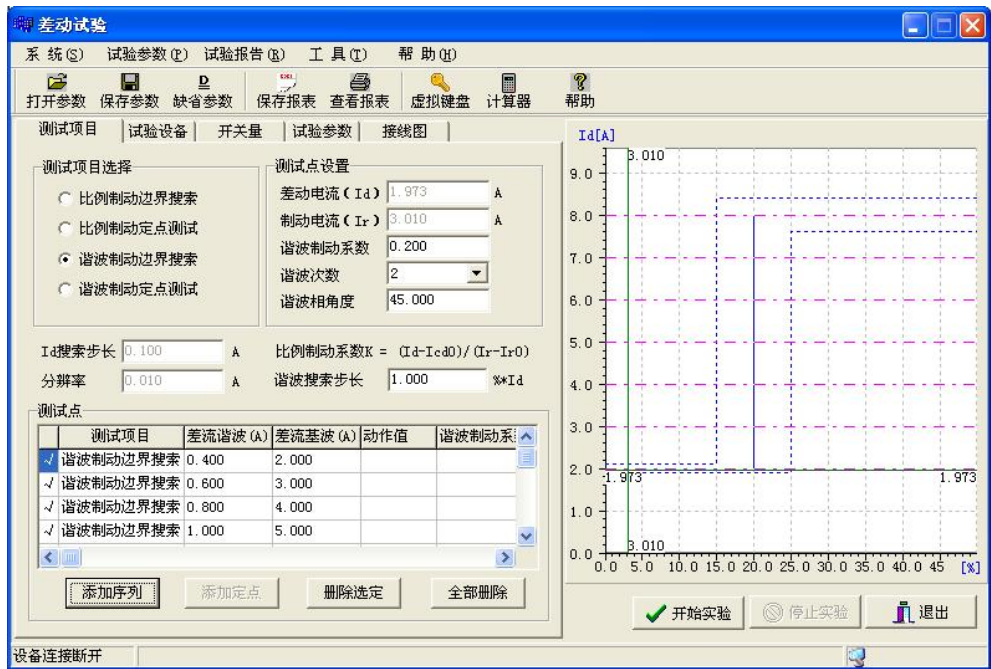 差动试验
系 统(S) 试验参数(P) 试验报告(R) 工 具(T) 帮 助(H)
打开参数 保存参数 缺省参数 保存报表 查看报表 虚拟键盘 计算器 帮助
测试项目 试验设备 开关量 试验参数 接线图
测试项目选择
比例制动边界搜索
比例制动定点测试
谐波制动边界搜索
谐波制动定点测试
测试点设置
差动电流(Id) 1.973 A
制动电流(Ir) 3.010 A
谐波制动系数 0.200
谐波次数 2
谐波相角度 45.000
Id搜索步长 0.100 A 比例制动系数K = (Id-Icd0)/(Ir-Ir0)
分辨率 0.010 A 谐波搜索步长 1.000 %*Id
测试点
测试项目 差流谐波(A) 差流基波(A) 动作值 谐波制动系
谐波制动边界搜索 0.400 2.000
谐波制动边界搜索 0.600 3.000
谐波制动边界搜索 0.800 4.000
谐波制动边界搜索 1.000 5.000
添加序列 添加定点 删除选定 全部删除
Id[A]
3.010
9.0
8.0
7.0
6.0
5.0
4.0
3.0
2.0
1.973 1.973
1.0
3.010
0.0
0.0 5.0 10.0 15.0 20.0 25.0 30.0 35.0 40.0 45 [%]
开始实验 停止实验 退出
设备连接断开